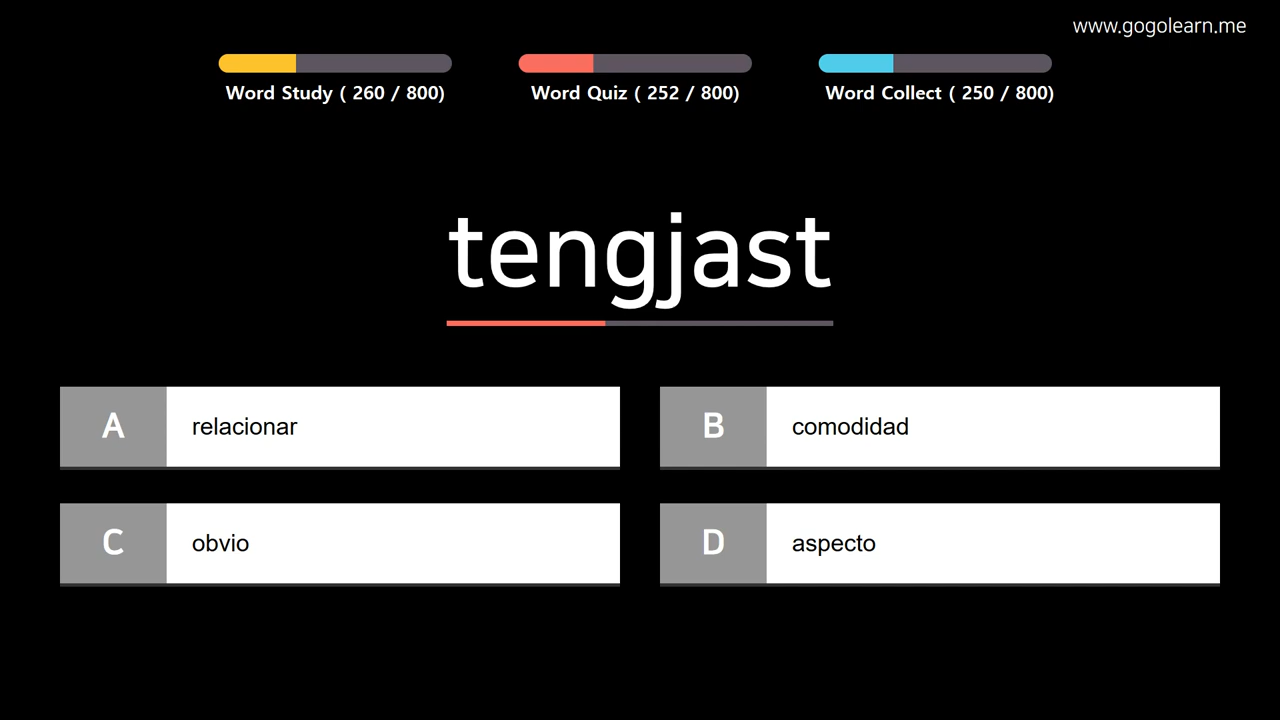 www.gogolearn.me
Word Study ( 260 / 800)
Word Quiz ( 252 / 800)
Word Collect ( 250 / 800)
tengjast
A relacionar
B comodidad
C obvio
D aspecto